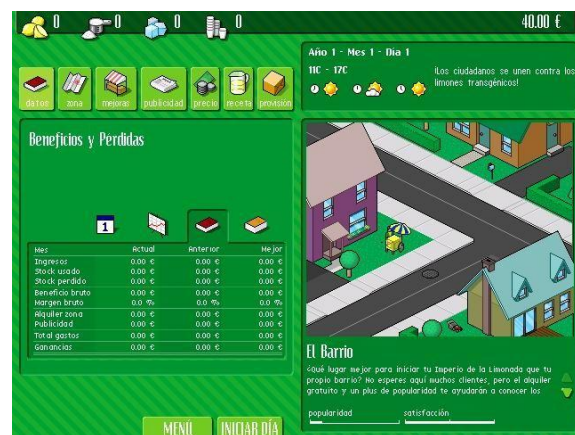 0 0 0 0 40.00 €
Año 1 - Mes 1 - Día 1
11C - 17C
¡Los ciudadanos se unen contra los
limones transgénicos!
datos zona mejoras publicidad precio receta provisión
Beneficios y Pérdidas
1
Mes Actual Anterior Mejor
Ingresos 0.00 € 0.00 € 0.00 €
Stock usado 0.00 € 0.00 € 0.00 €
Stock perdido 0.00 € 0.00 € 0.00 €
Beneficio bruto 0.00 € 0.00 € 0.00 €
Margen bruto 0.0 % 0.0 % 0.0 %
Alquiler zona 0.00 € 0.00 € 0.00 €
Publicidad 0.00 € 0.00 € 0.00 €
Total gastos 0.00 € 0.00 € 0.00 €
Ganancias 0.00 € 0.00 € 0.00 €
El Barrio
¿Qué lugar mejor para iniciar tu Imperio de la Limonada que tu
propio barrio? No esperes aquí muchos clientes, pero el alquiler
gratuito y un plus de popularidad te ayudarán a conocer los
popularidad satisfacción
MENÚ INICIAR DÍA